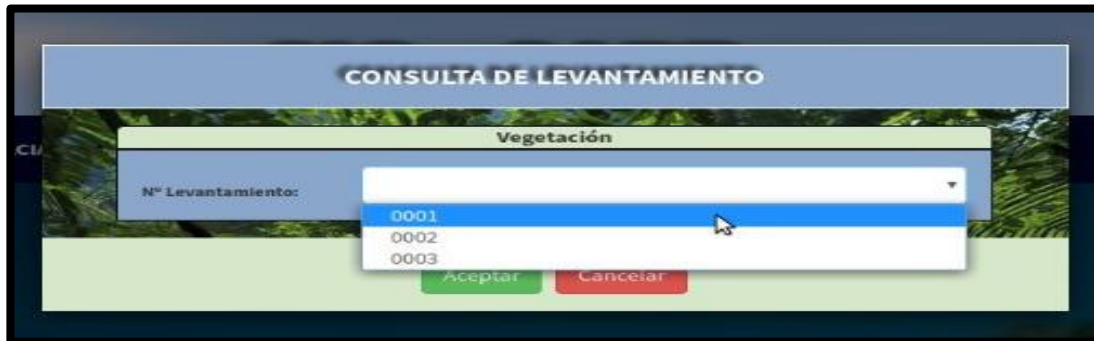 CONSULTA DE LEVANTAMIENTO
Vegetación
Nº Levantamiento:
0001
0002
0003
Aceptar Cancelar